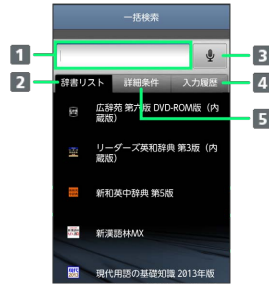 一括検索
1
3
2
辞書リスト 詳細条件 入力履歴
4
5
広辞苑 第六版 DVD-ROM版（内
蔵版）
リーダーズ英和辞典 第3版（内
蔵版）
新和英中辞典 第5版
新漢語林MX
現代用語の基礎知識 2013年版